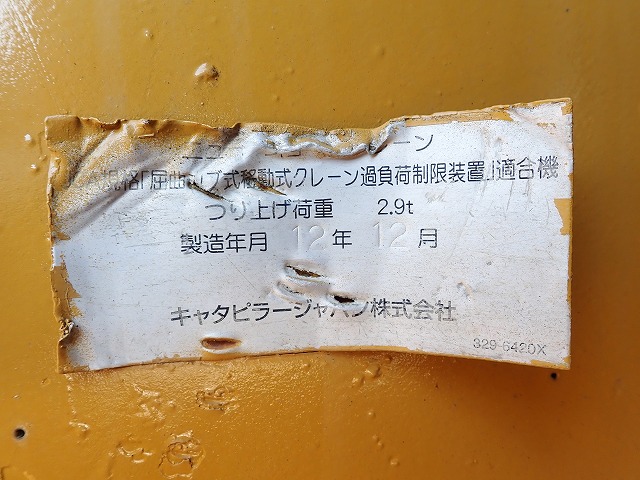 クレーン
規格「屈曲ブ式移動式クレーン過負荷制限装置」適合機
つり上げ荷重 2.9t
製造年月 12年 12月
キャタピラージャパン株式会社
329-6420X